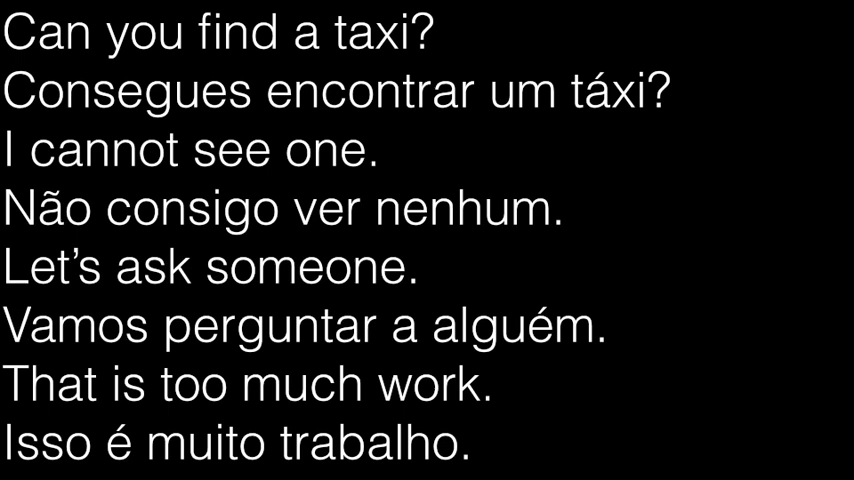 Can you find a taxi?
Consegues encontrar um táxi?
I cannot see one.
Não consigo ver nenhum.
Let’s ask someone.
Vamos perguntar a alguém.
That is too much work.
Isso é muito trabalho.